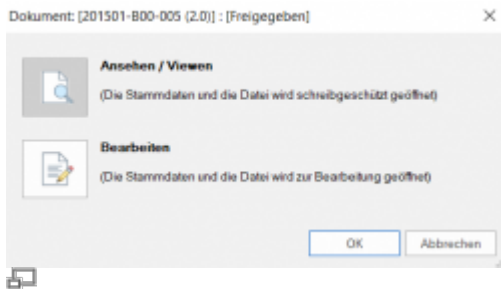 Dokument: [201501-B00-005 (2.0)] : [Freigegeben]
Ansehen / Viewen
(Die Stammdaten und die Datei wird schreibgeschützt geöffnet)
Bearbeiten
(Die Stammdaten und die Datei wird zur Bearbeitung geöffnet)
OK
Abbrechen